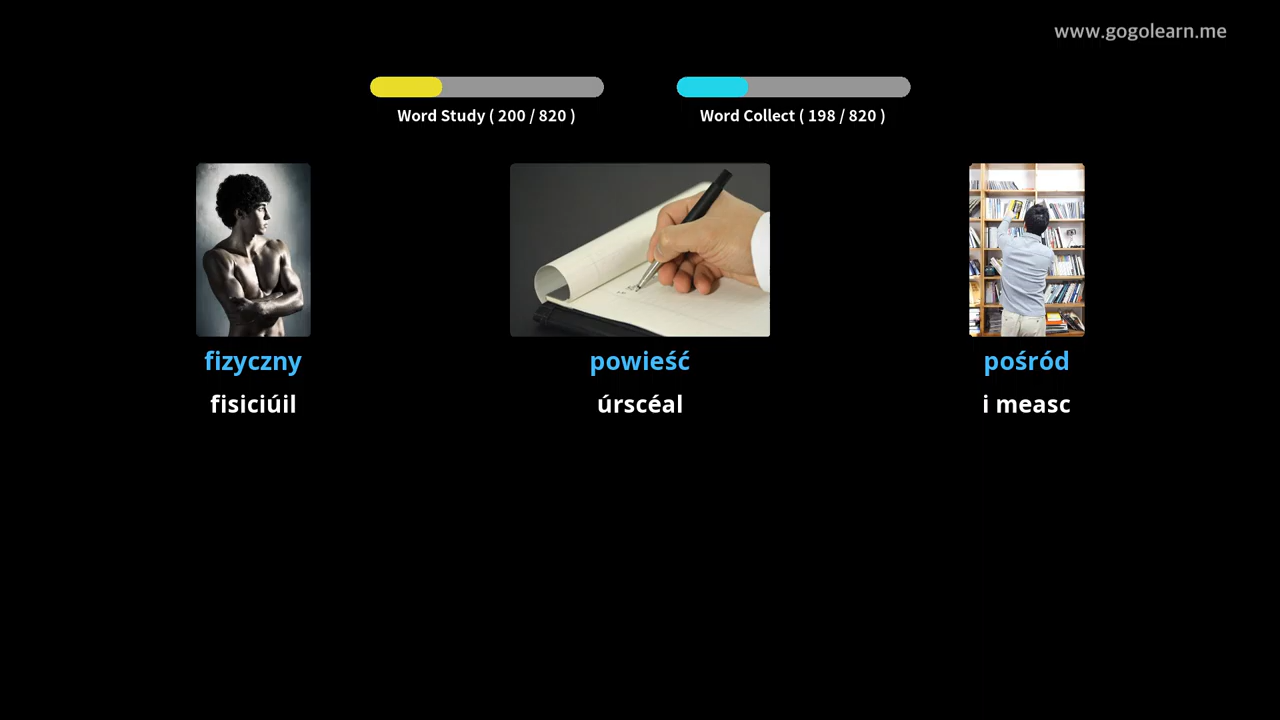 www.gogolearn.me
Word Study ( 200 / 820 )
Word Collect ( 198 / 820 )
fizyczny
powieść
pośród
fisiciúil
úrscéal
i measc